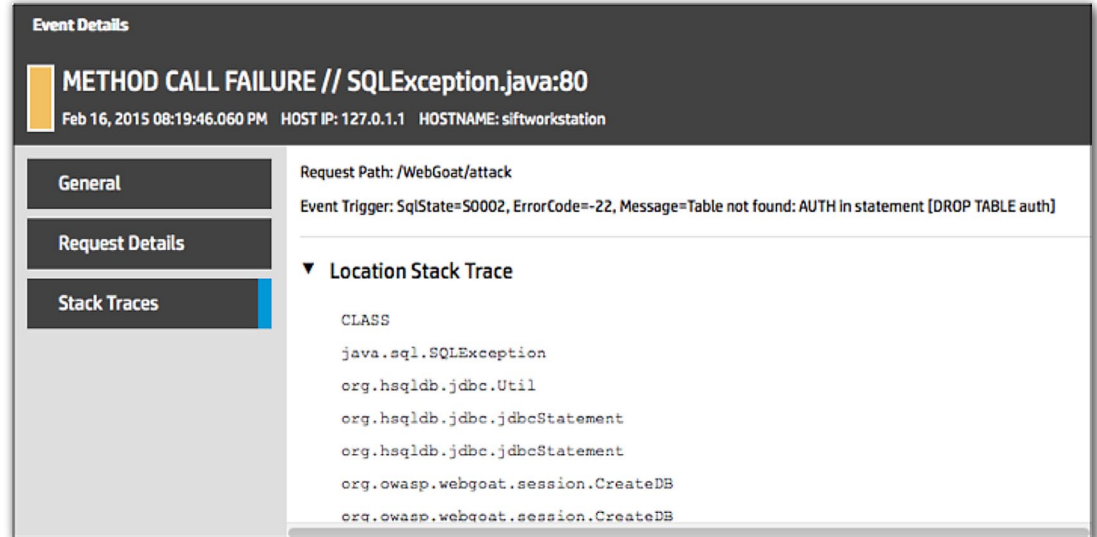 Event Details
METHOD CALL FAILURE // SQLException.java:80
Feb 16, 2015 08:19:46.060 PM HOST IP: 127.0.1.1 HOSTNAME: siftworkstation
General
Request Details
Stack Traces
Request Path: /WebGoat/attack
Event Trigger: SqlState=S0002, ErrorCode=-22, Message=Table not found: AUTH in statement [DROP TABLE auth]
▼ Location Stack Trace
CLASS
java.sql.SQLException
org.hsqldb.jdbc.Util
org.hsqldb.jdbc.jdbcStatement
org.hsqldb.jdbc.jdbcStatement
org.owasp.webgoat.session.CreateDB
org.owasp.webgoat.session.CreateDB